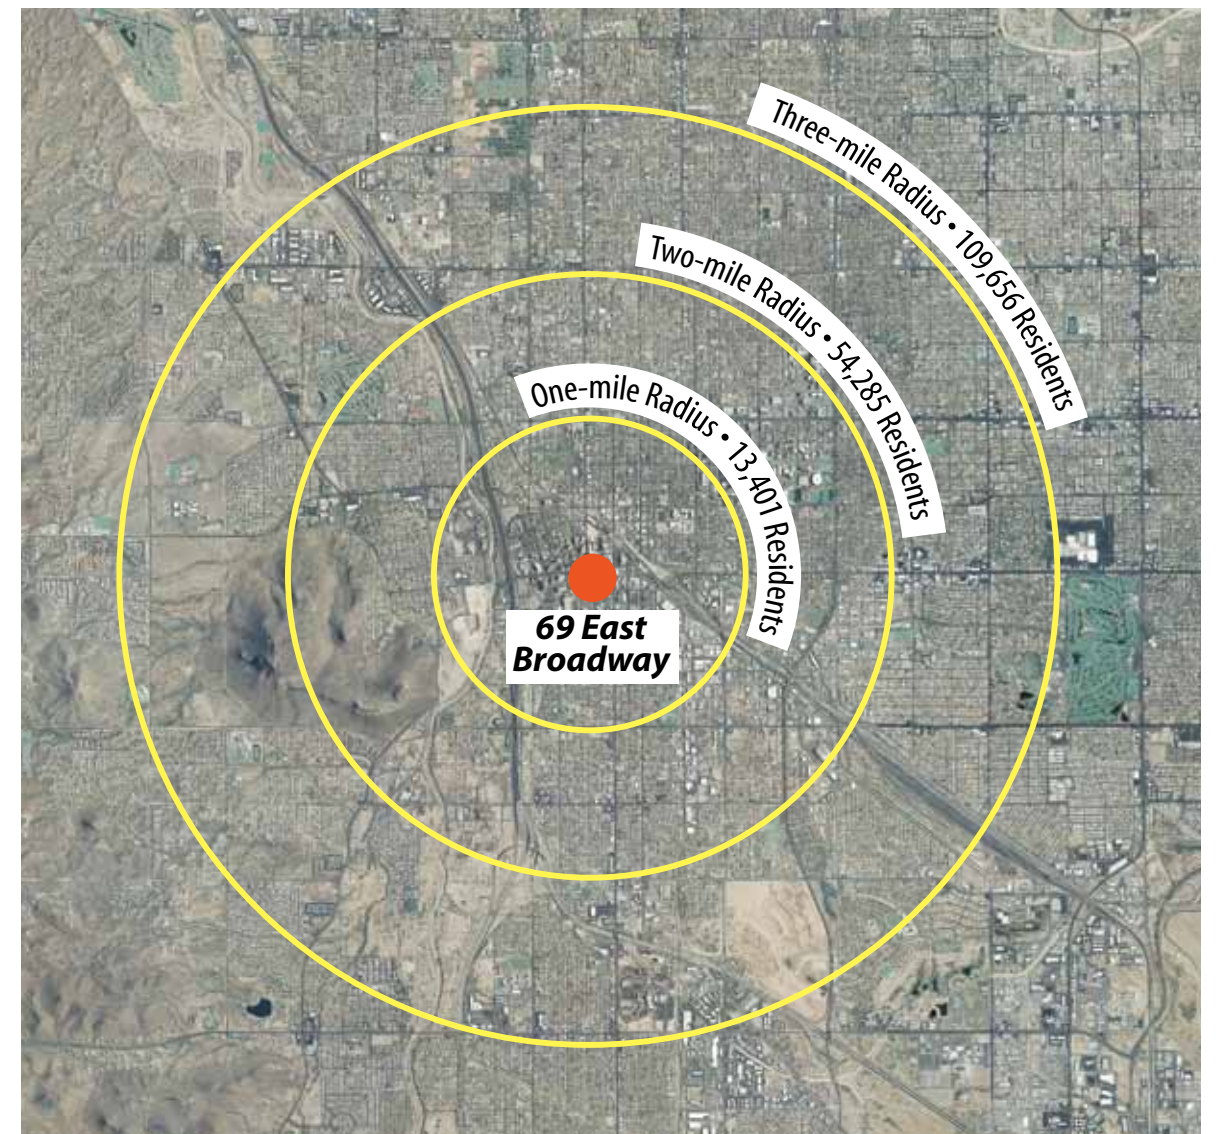 Three-mile Radius • 109,656 Residents
Two-mile Radius • 54,285 Residents
One-mile Radius • 13,401 Residents
69 East
Broadway